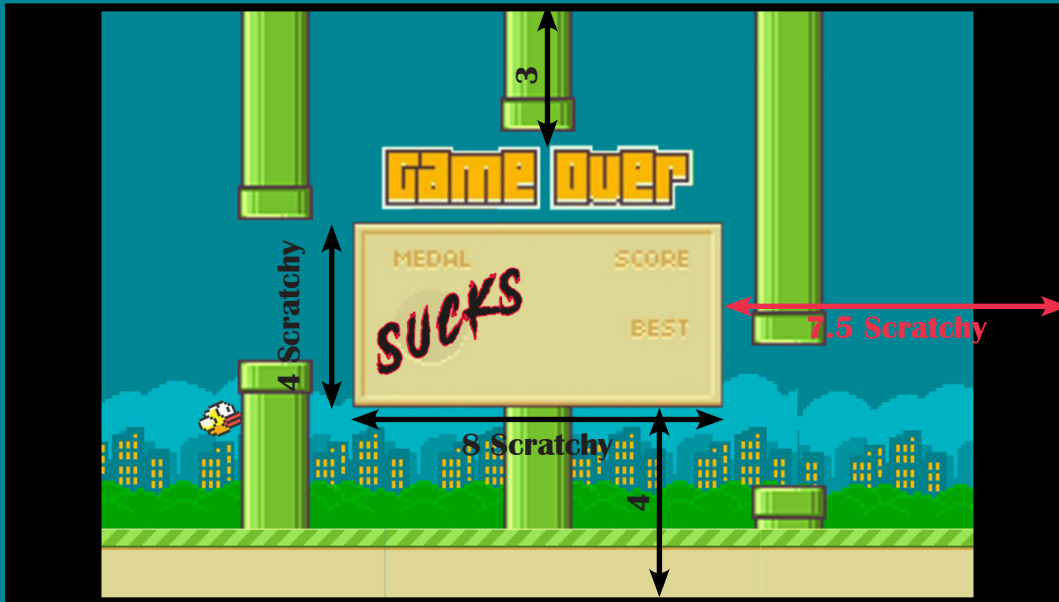 3
Game Over
MEDAL
SCORE
SUCKS
BEST
4 Scratchy
7.5 Scratchy
8 Scratchy
4